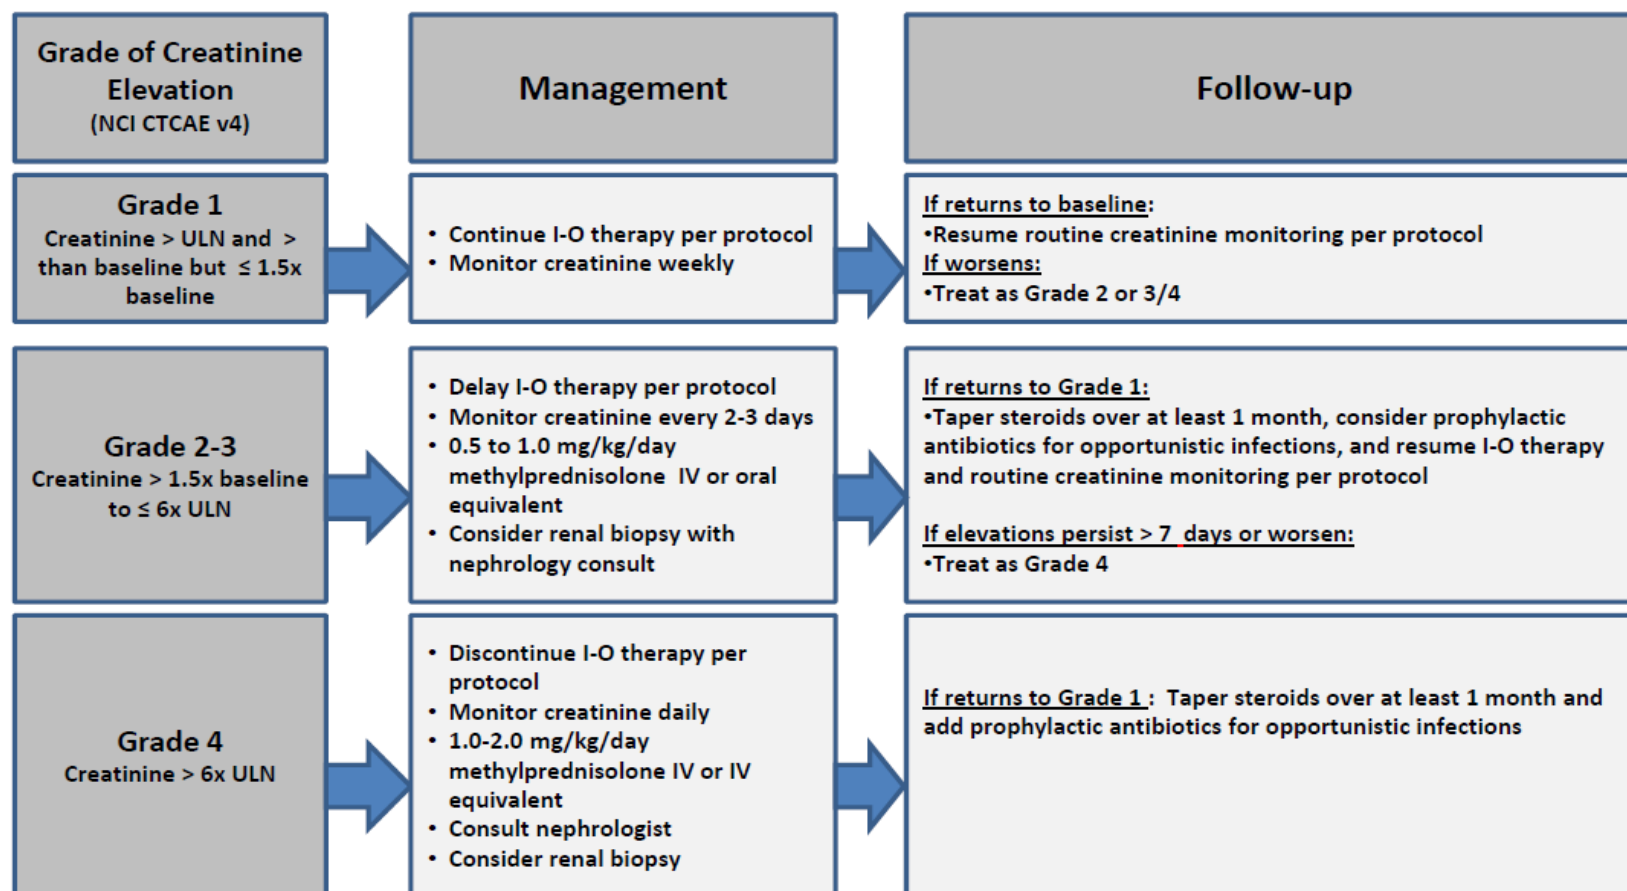 Grade of Creatinine
Elevation
(NCI CTCAE v4)
Management
Follow-up
Grade 1
Creatinine > ULN and  >
than baseline but  ≤ 1.5x
baseline
• Continue I-O therapy per protocol
• Monitor creatinine weekly
If returns to baseline:
•Resume routine creatinine monitoring per protocol
If worsens:
•Treat as Grade 2 or 3/4
Grade 2-3
Creatinine > 1.5x baseline
to ≤ 6x ULN
• Delay I-O therapy per protocol
• Monitor creatinine every 2-3 days
• 0.5 to 1.0 mg/kg/day
methylprednisolone  IV or oral
equivalent
• Consider renal biopsy with
nephrology consult
If returns to Grade 1:
•Taper steroids over at least 1 month, consider prophylactic
antibiotics for opportunistic infections, and resume I-O therapy
and routine creatinine monitoring per protocol
If elevations persist > 7  days or worsen:
•Treat as Grade 4
Grade 4
Creatinine > 6x ULN
• Discontinue I-O therapy per
protocol
• Monitor creatinine daily
• 1.0-2.0 mg/kg/day
methylprednisolone IV or IV
equivalent
• Consult nephrologist
• Consider renal biopsy
If returns to Grade 1 :  Taper steroids over at least 1 month and
add prophylactic antibiotics for opportunistic infections